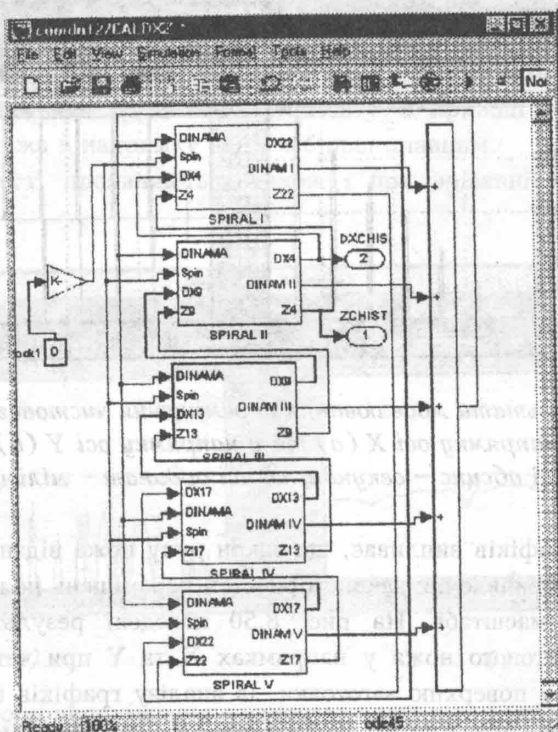 coordn122/CALDX2 *
File Edit View Simulation Format Tools Help
DINAMA DX22
Spin
DX4 DINAM I
Z4 Z22
SPIRAL I
DXCHIS
2
DINAMA DX4
Spin DINAM II
DX9
Z9 Z4
SPIRAL II
ZCHIST
1
K-
0
DINAMA DX9
Spin DINAM III
DX13
Z13 Z9
SPIRAL III
DX17 DX13
DINAMA
Spin DINAM IV
Z17 Z13
SPIRAL IV
DINAMA DX17
Spin
DX22 DINAM V
Z22 Z17
SPIRAL V
Ready 100% ode45